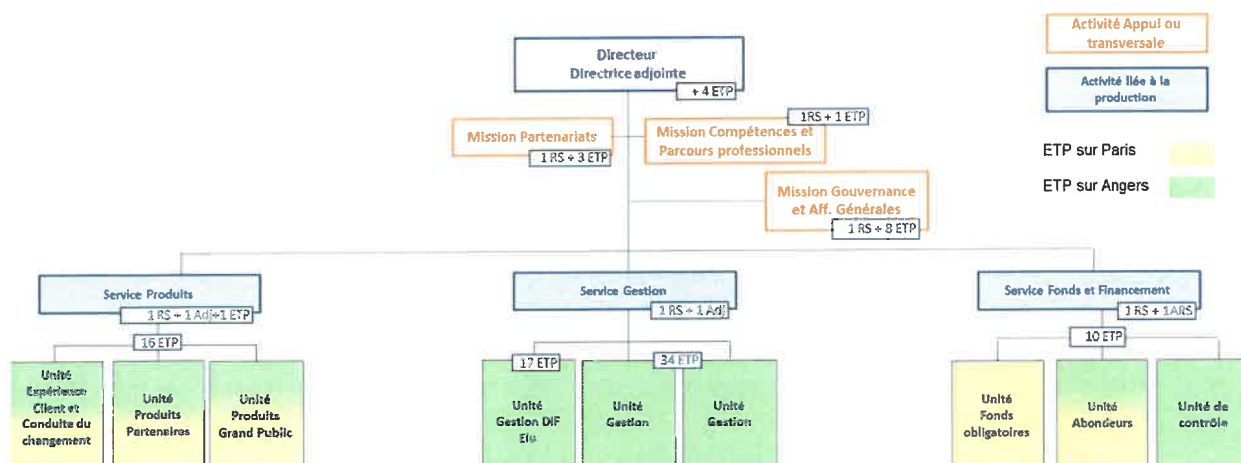 Activité Appui ou
transversale
Directeur
Directrice adjointe
+ 4 ETP
Activité liée à la
production
1RS + 1 ETP
Mission Partenariats
1 RS + 3 ETP
Mission Compétences et
Parcours professionnels
ETP sur Paris
ETP sur Angers
Mission Gouvernance
et Aff. Générales
1 RS + 8 ETP
Service Produits
1 RS + 1 Adj+1 ETP
Service Gestion
1 RS + 1 Adj
Service Fonds et Financement
1 RS + 1ARS
16 ETP
17 ETP
34 ETP
10 ETP
Unité
Expérience
Client et
Conduite du
changement
Unité
Produits
Partenaires
Unité
Produits
Grand Public
Unité
Gestion DIF
Elu
Unité
Gestion
Unité
Gestion
Unité
Fonds
obligatoires
Unité
Abondeurs
Unité de
contrôle